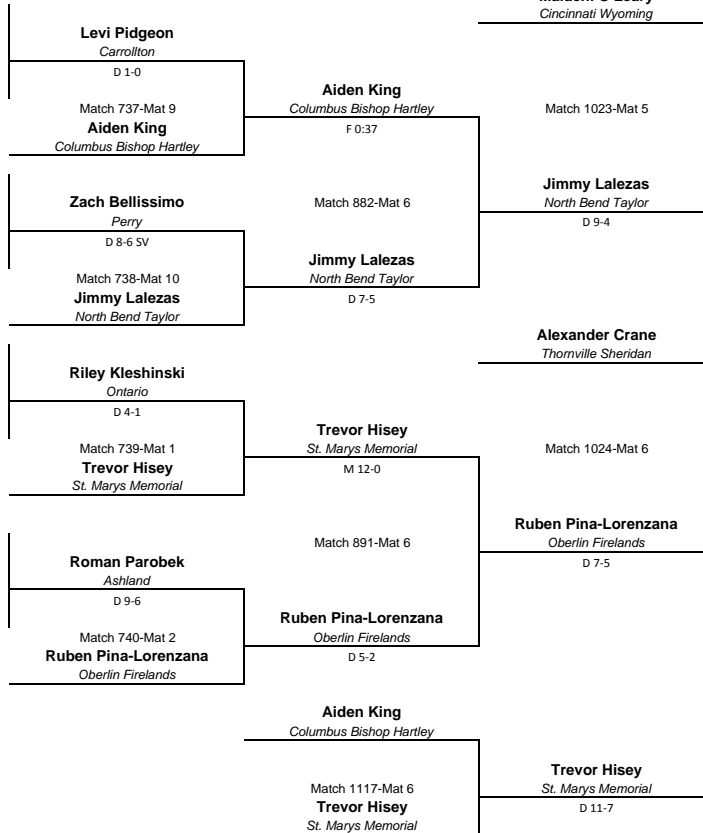 Cincinnati Wyoming
Levi Pidgeon
Carrollton
D 1-0
Match 737-Mat 9
Aiden King
Columbus Bishop Hartley
Aiden King
Columbus Bishop Hartley
F 0:37
Match 1023-Mat 5
Zach Bellissimo
Perry
D 8-6 SV
Match 738-Mat 10
Jimmy Lalezas
North Bend Taylor
Match 882-Mat 6
Jimmy Lalezas
North Bend Taylor
D 7-5
Jimmy Lalezas
North Bend Taylor
D 9-4
Alexander Crane
Thornville Sheridan
Riley Kleshinski
Ontario
D 4-1
Match 739-Mat 1
Trevor Hisey
St. Marys Memorial
Trevor Hisey
St. Marys Memorial
M 12-0
Match 1024-Mat 6
Roman Parobek
Ashland
D 9-6
Match 740-Mat 2
Ruben Pina-Lorenzana
Oberlin Firelands
Match 891-Mat 6
Ruben Pina-Lorenzana
Oberlin Firelands
D 5-2
Ruben Pina-Lorenzana
Oberlin Firelands
D 7-5
Aiden King
Columbus Bishop Hartley
Match 1117-Mat 6
Trevor Hisey
St. Marys Memorial
Trevor Hisey
St. Marys Memorial
D 11-7